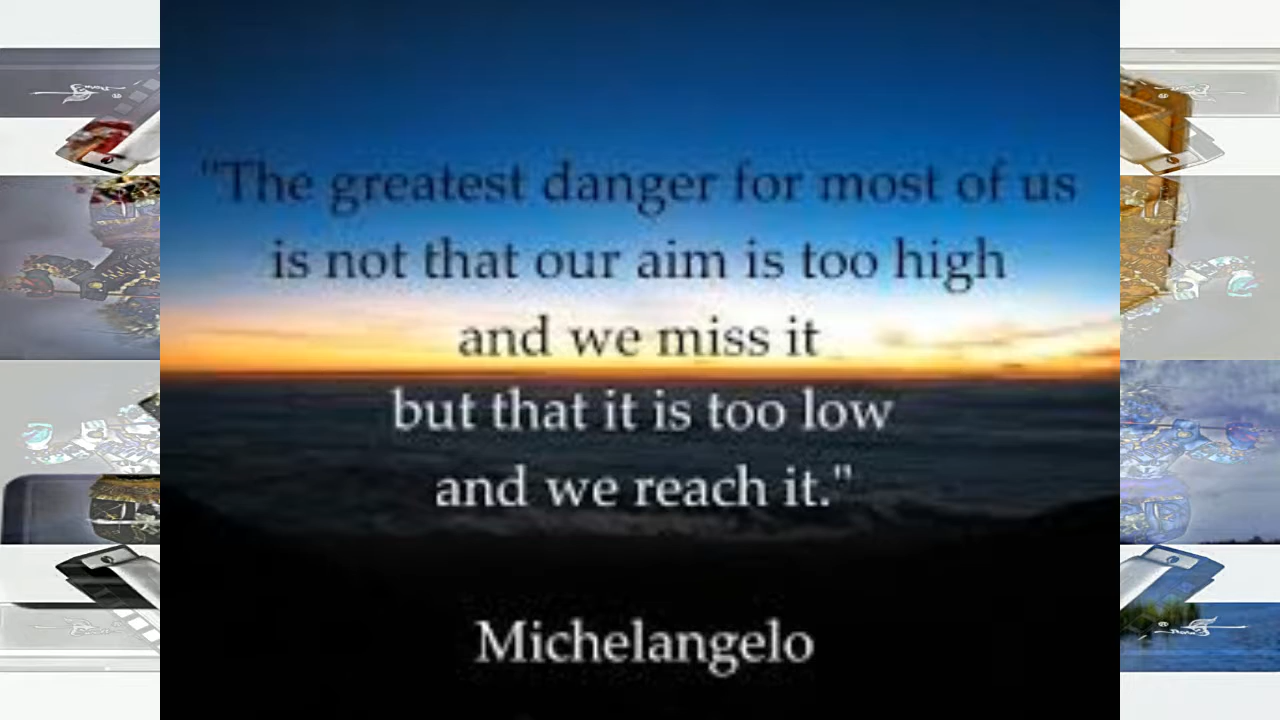 "The greatest danger for most of us
is not that our aim is too high
and we miss it
but that it is too low
and we reach it."
Michelangelo